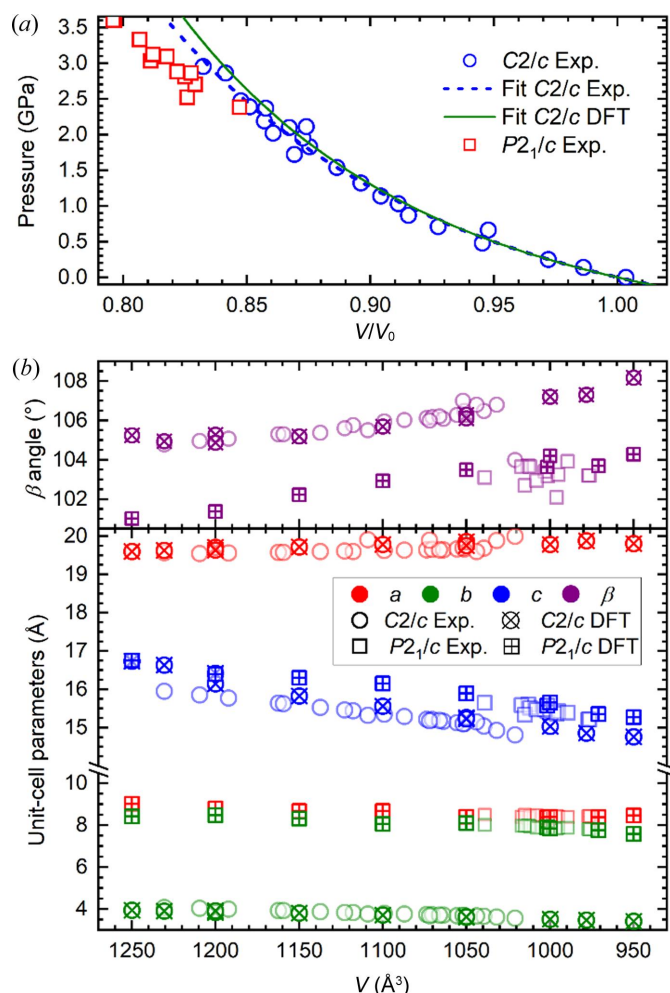 (a)
3.5
3.0
2.5
2.0
1.5
1.0
0.5
0.0
Pressure (GPa)
C2/c Exp.
Fit C2/c Exp.
Fit C2/c DFT
P2₁/c Exp.
0.80 0.85 0.90 0.95 1.00
V/V₀
(b)
108
106
104
102
β angle (°)
20
19
17
16
15
8
6
4
Unit-cell parameters (Å)
a b c β
C2/c Exp. C2/c DFT
P2₁/c Exp. P2₁/c DFT
1250 1200 1150 1100 1050 1000 950
V (Å³)